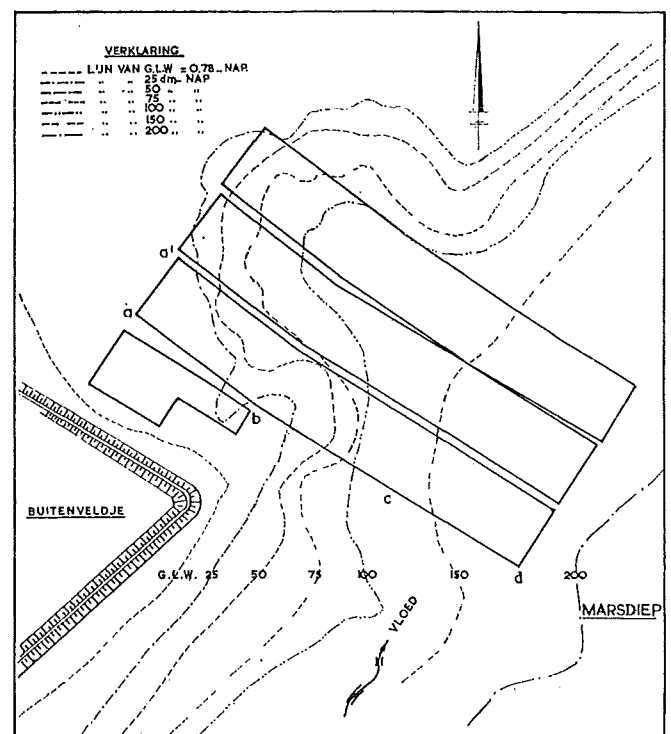 VERKLARING
LIJN VAN G.L.W = 0,78 - NAP.
" " 25 dm - NAP
" " 50 " "
" " 75 " "
" " 100 " "
" " 150 " "
" " 200 " "
a'
a
b
BUITENVELDJE
c
G.L.W. 25 50 75 100 150 d 200
MARSDIEP
VLOED